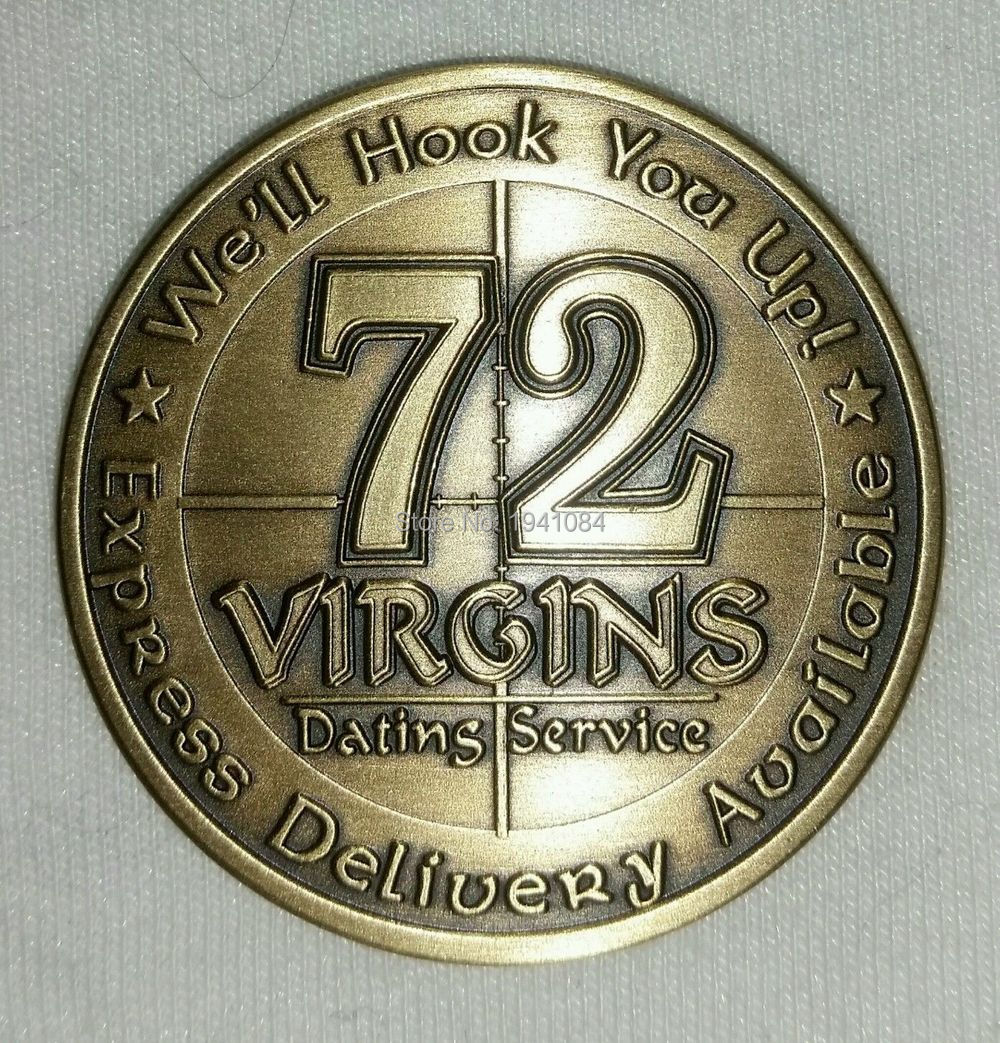 We'll Hook You Up!
72
Store No: 1941084
VIRGINS
Dating Service
Express Delivery Available